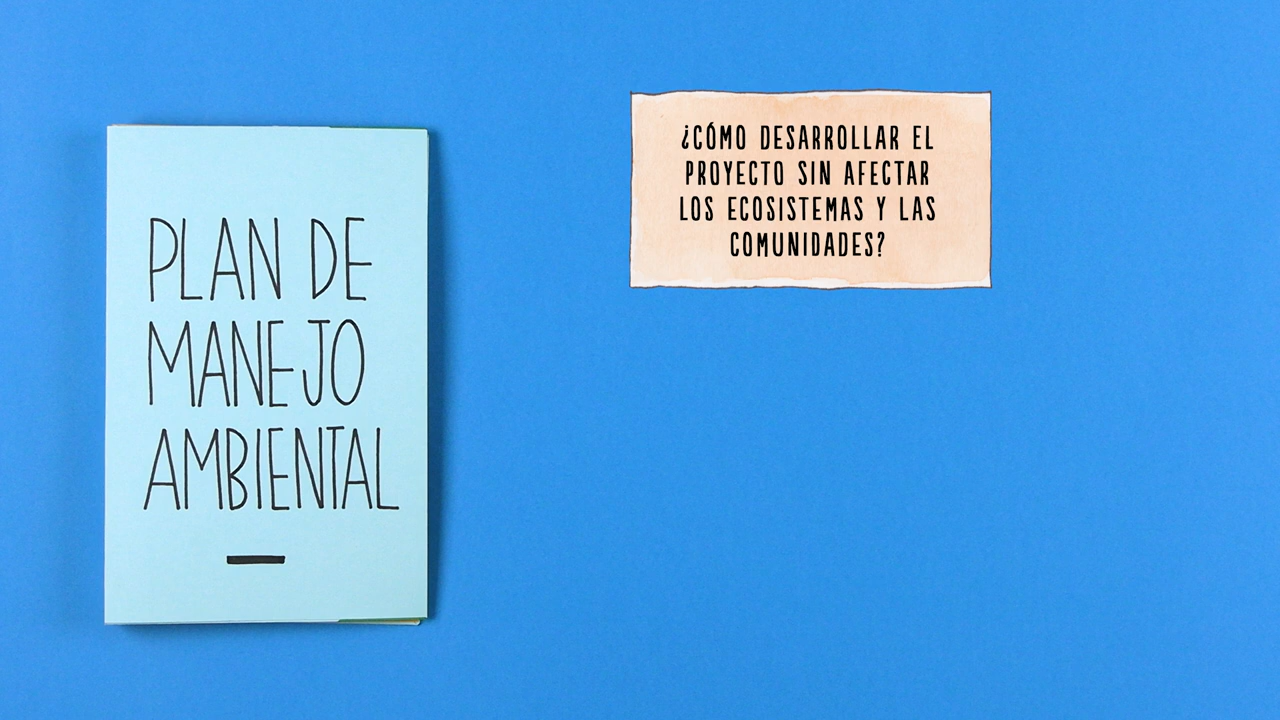 PLAN DE
MANEJO
AMBIENTAL
¿CÓMO DESARROLLAR EL
PROYECTO SIN AFECTAR
LOS ECOSISTEMAS Y LAS
COMUNIDADES?